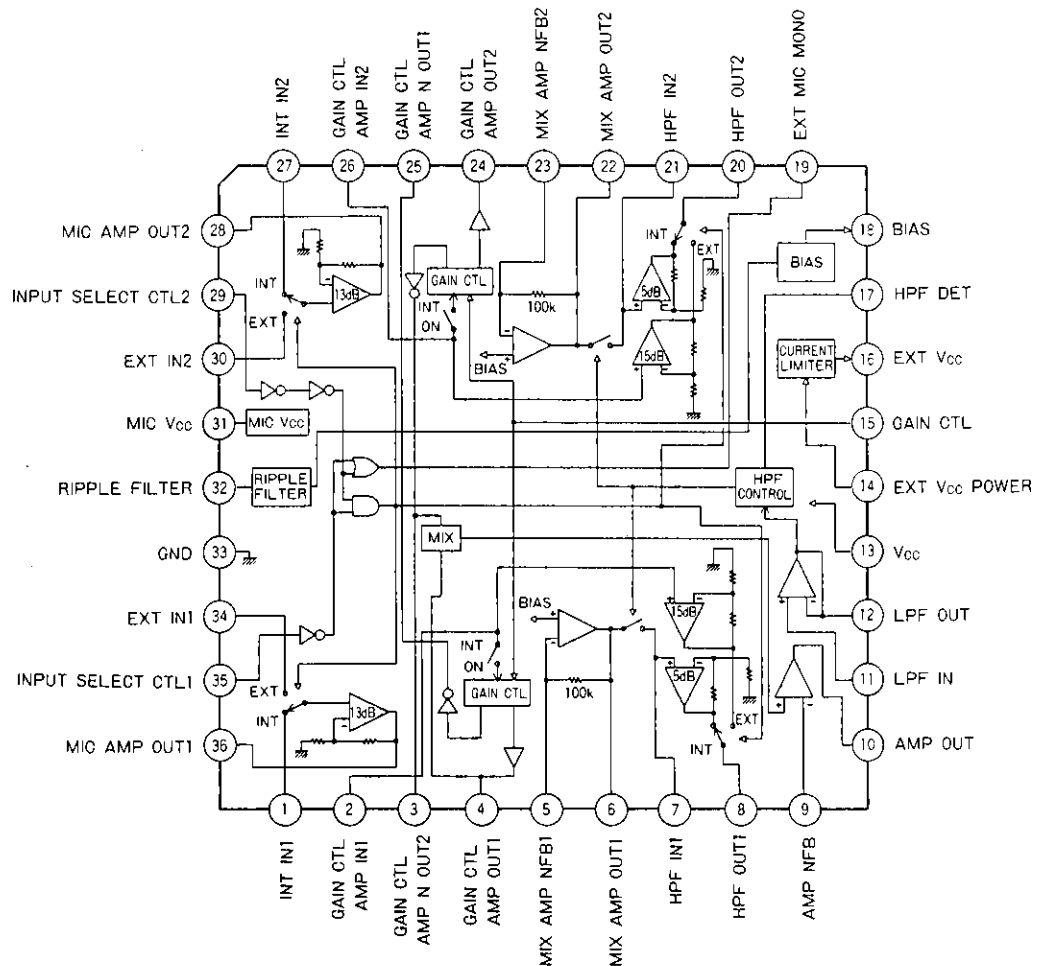 INT IN2
GAIN CTL
AMP IN2
GAIN CTL
AMP N OUT1
GAIN CTL
AMP OUT2
MIX AMP NFB2
MIX AMP OUT2
HPF IN2
HPF OUT2
EXT MIC MONO
27
26
25
24
23
22
21
20
19
MIC AMP OUT2
28
INPUT SELECT CTL2
29
EXT IN2
30
MIC Vcc
31
RIPPLE FILTER
32
GND
33
EXT IN1
34
INPUT SELECT CTL1
35
MIC AMP OUT1
36
18
BIAS
17
HPF DET
16
EXT Vcc
15
GAIN CTL
14
EXT Vcc POWER
13
Vcc
12
LPF OUT
11
LPF IN
10
AMP OUT
INT
EXT
-
+
13dB
GAIN CTL
INT
ON
100k
-
+
BIAS
INT
EXT
5dB
+
-
15dB
+
-
BIAS
CURRENT
LIMITER
MIC Vcc
RIPPLE
FILTER
HPF
CONTROL
MIX
BIAS
+
-
100k
INT
ON
GAIN CTL
+
-
15dB
+
-
5dB
EXT
INT
+
-
+
-
EXT
INT
13dB
+
-
1
2
3
4
5
6
7
8
9
INT IN1
GAIN CTL
AMP IN1
GAIN CTL
AMP N OUT2
GAIN CTL
AMP OUT1
MIX AMP NFB1
MIX AMP OUT1
HPF IN1
HPF OUT1
AMP NFB